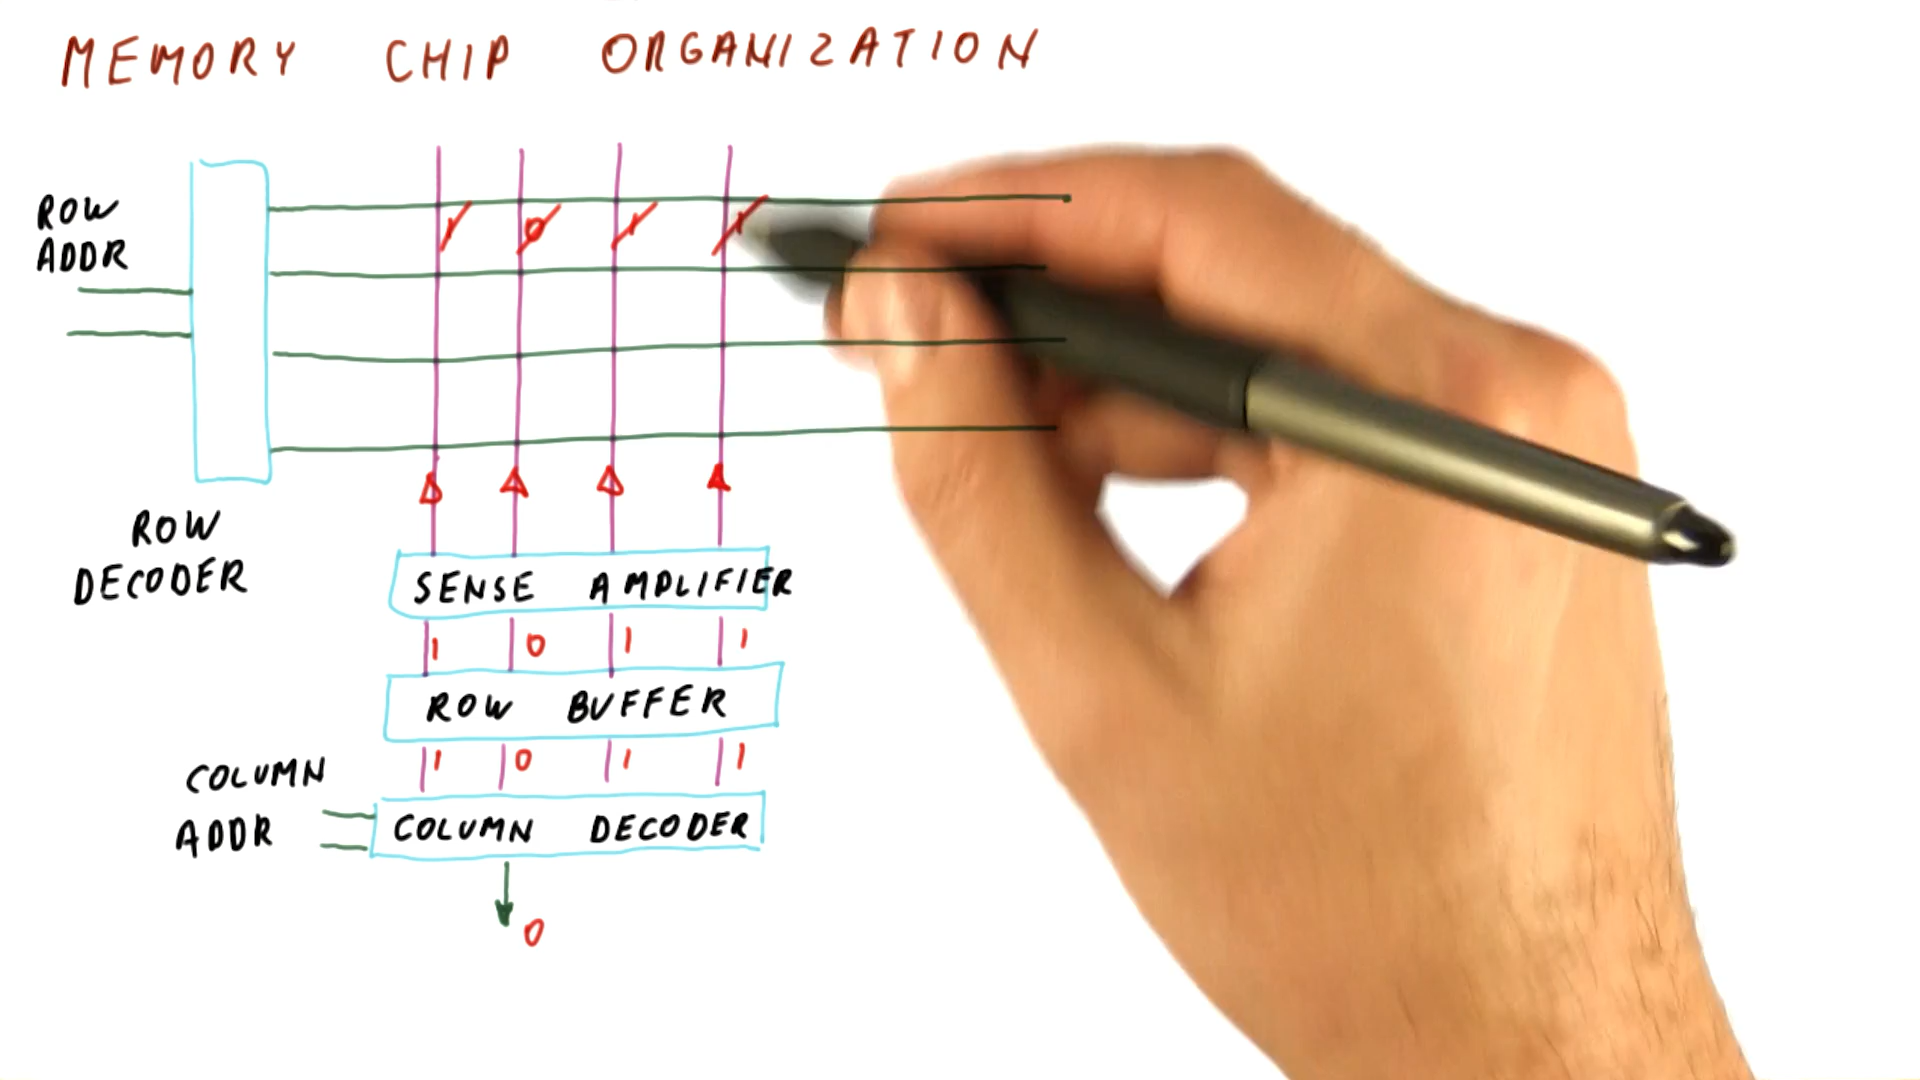 MEMORY CHIP ORGANIZATION
ROW
ADDR
1 0 1 1
ROW
DECODER
SENSE AMPLIFIER
1 0 1 1
ROW BUFFER
1 0 1 1
COLUMN
ADDR
COLUMN DECODER
0